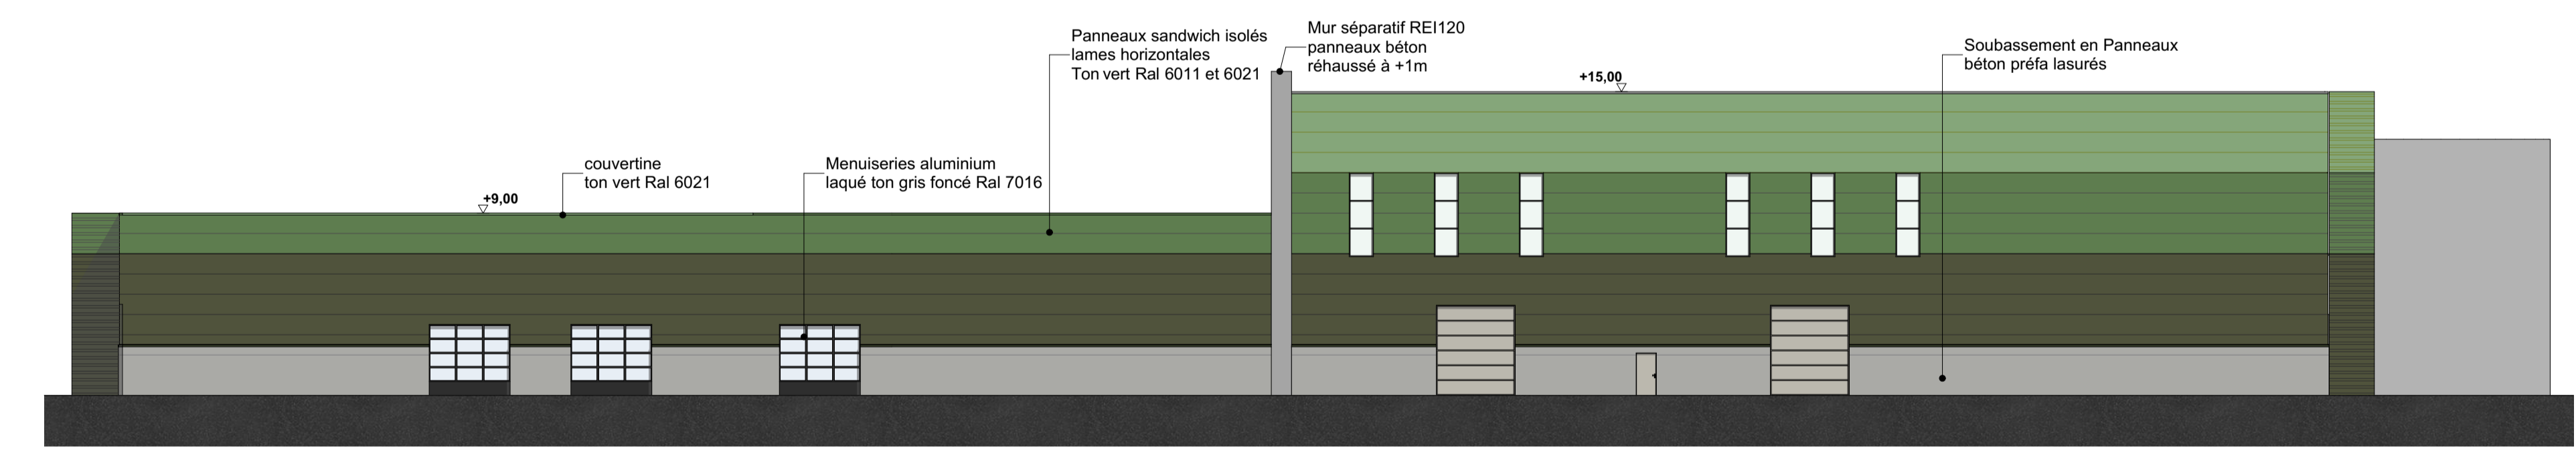 Mur séparatif REI120
panneaux béton
réhaussé à +1m
Panneaux sandwich isolés
lames horizontales
Ton vert Ral 6011 et 6021
Soubassement en Panneaux
béton préfa lasurés
+15,00
couvertine
ton vert Ral 6021
Menuiseries aluminium
laqué ton gris foncé Ral 7016
+9,00